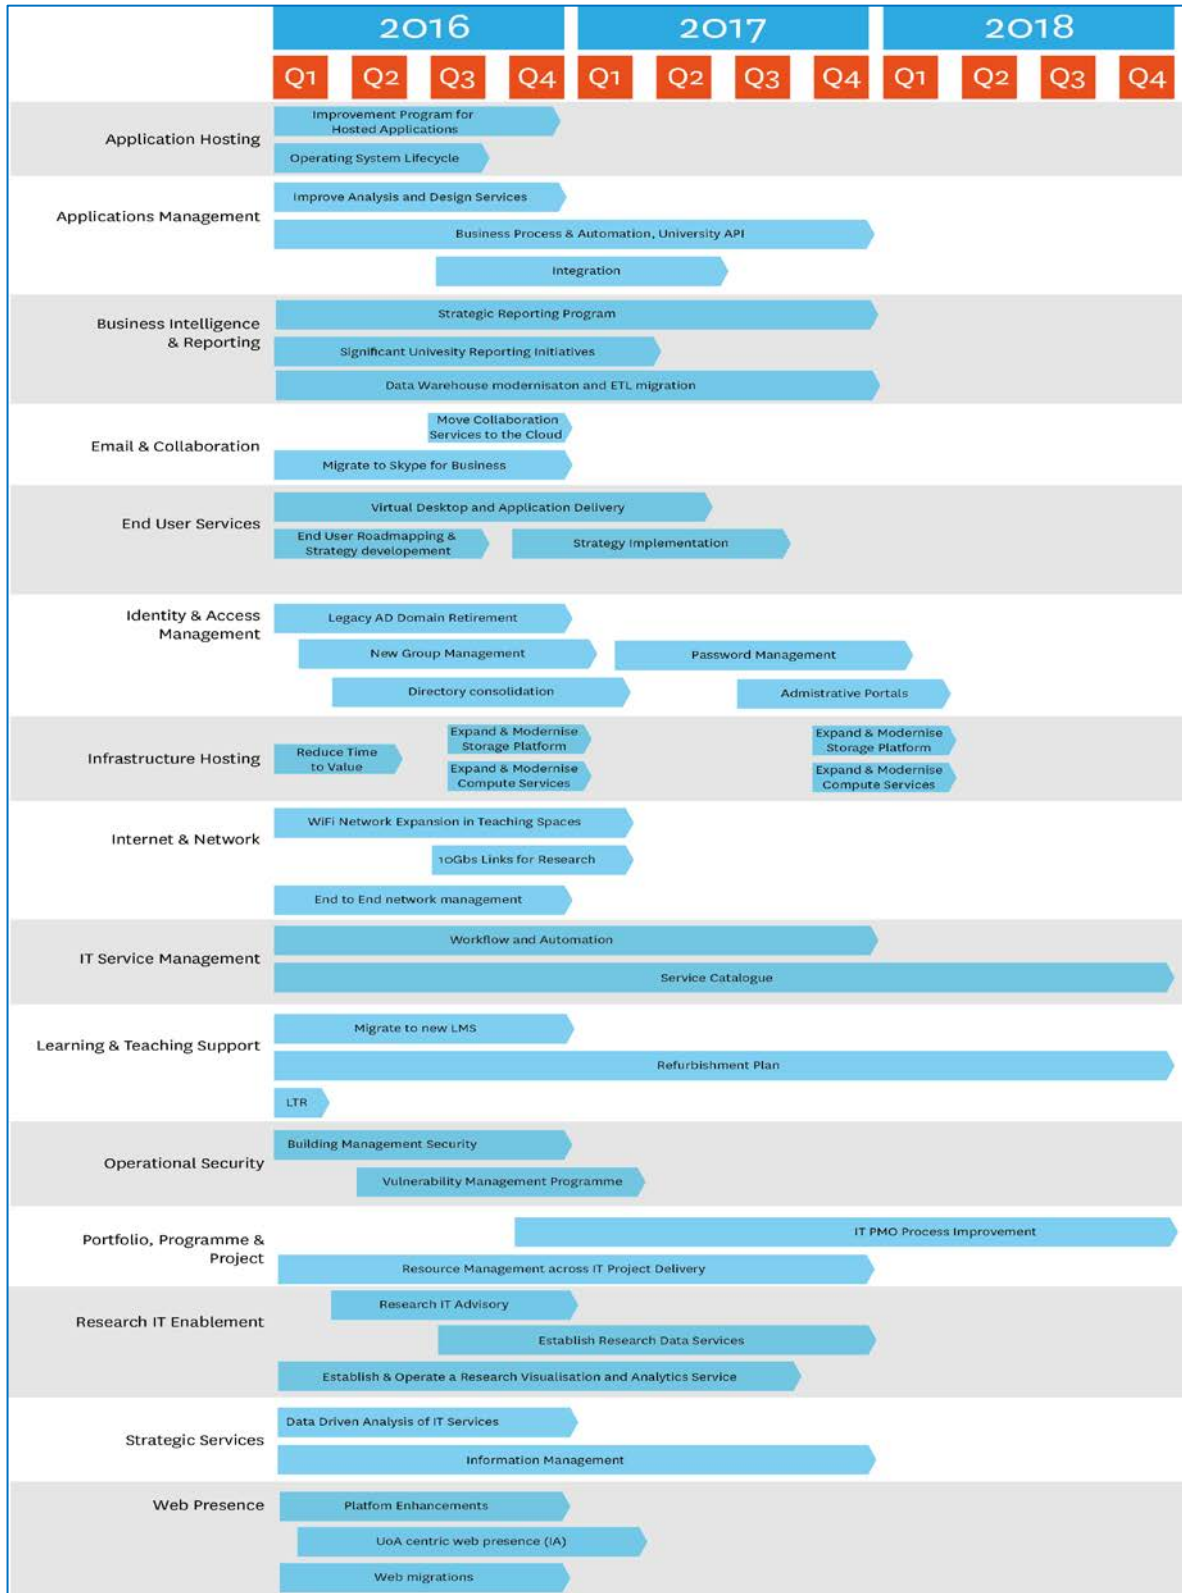 2016 2017 2018
Q1 Q2 Q3 Q4 Q1 Q2 Q3 Q4 Q1 Q2 Q3 Q4
Application Hosting
Improvement Program for
Hosted Applications
Operating System Lifecycle
Applications Management
Improve Analysis and Design Services
Business Process & Automation, University API
Integration
Business Intelligence
& Reporting
Strategic Reporting Program
Significant Univesity Reporting Initiatives
Data Warehouse modernisaton and ETL migration
Email & Collaboration
Move Collaboration
Services to the Cloud
Migrate to Skype for Business
End User Services
Virtual Desktop and Application Delivery
End User Roadmapping &
Strategy developement
Strategy Implementation
Identity & Access
Management
Legacy AD Domain Retirement
New Group Management
Password Management
Directory consolidation
Admistrative Portals
Infrastructure Hosting
Reduce Time
to Value
Expand & Modernise
Storage Platform
Expand & Modernise
Compute Services
Expand & Modernise
Storage Platform
Expand & Modernise
Compute Services
Internet & Network
WiFi Network Expansion in Teaching Spaces
10Gbs Links for Research
End to End network management
IT Service Management
Workflow and Automation
Service Catalogue
Learning & Teaching Support
Migrate to new LMS
Refurbishment Plan
LTR
Operational Security
Building Management Security
Vulnerability Management Programme
Portfolio, Programme &
Project
IT PMO Process Improvement
Resource Management across IT Project Delivery
Research IT Enablement
Research IT Advisory
Establish Research Data Services
Establish & Operate a Research Visualisation and Analytics Service
Strategic Services
Data Driven Analysis of IT Services
Information Management
Web Presence
Platfom Enhancements
UoA centric web presence (IA)
Web migrations